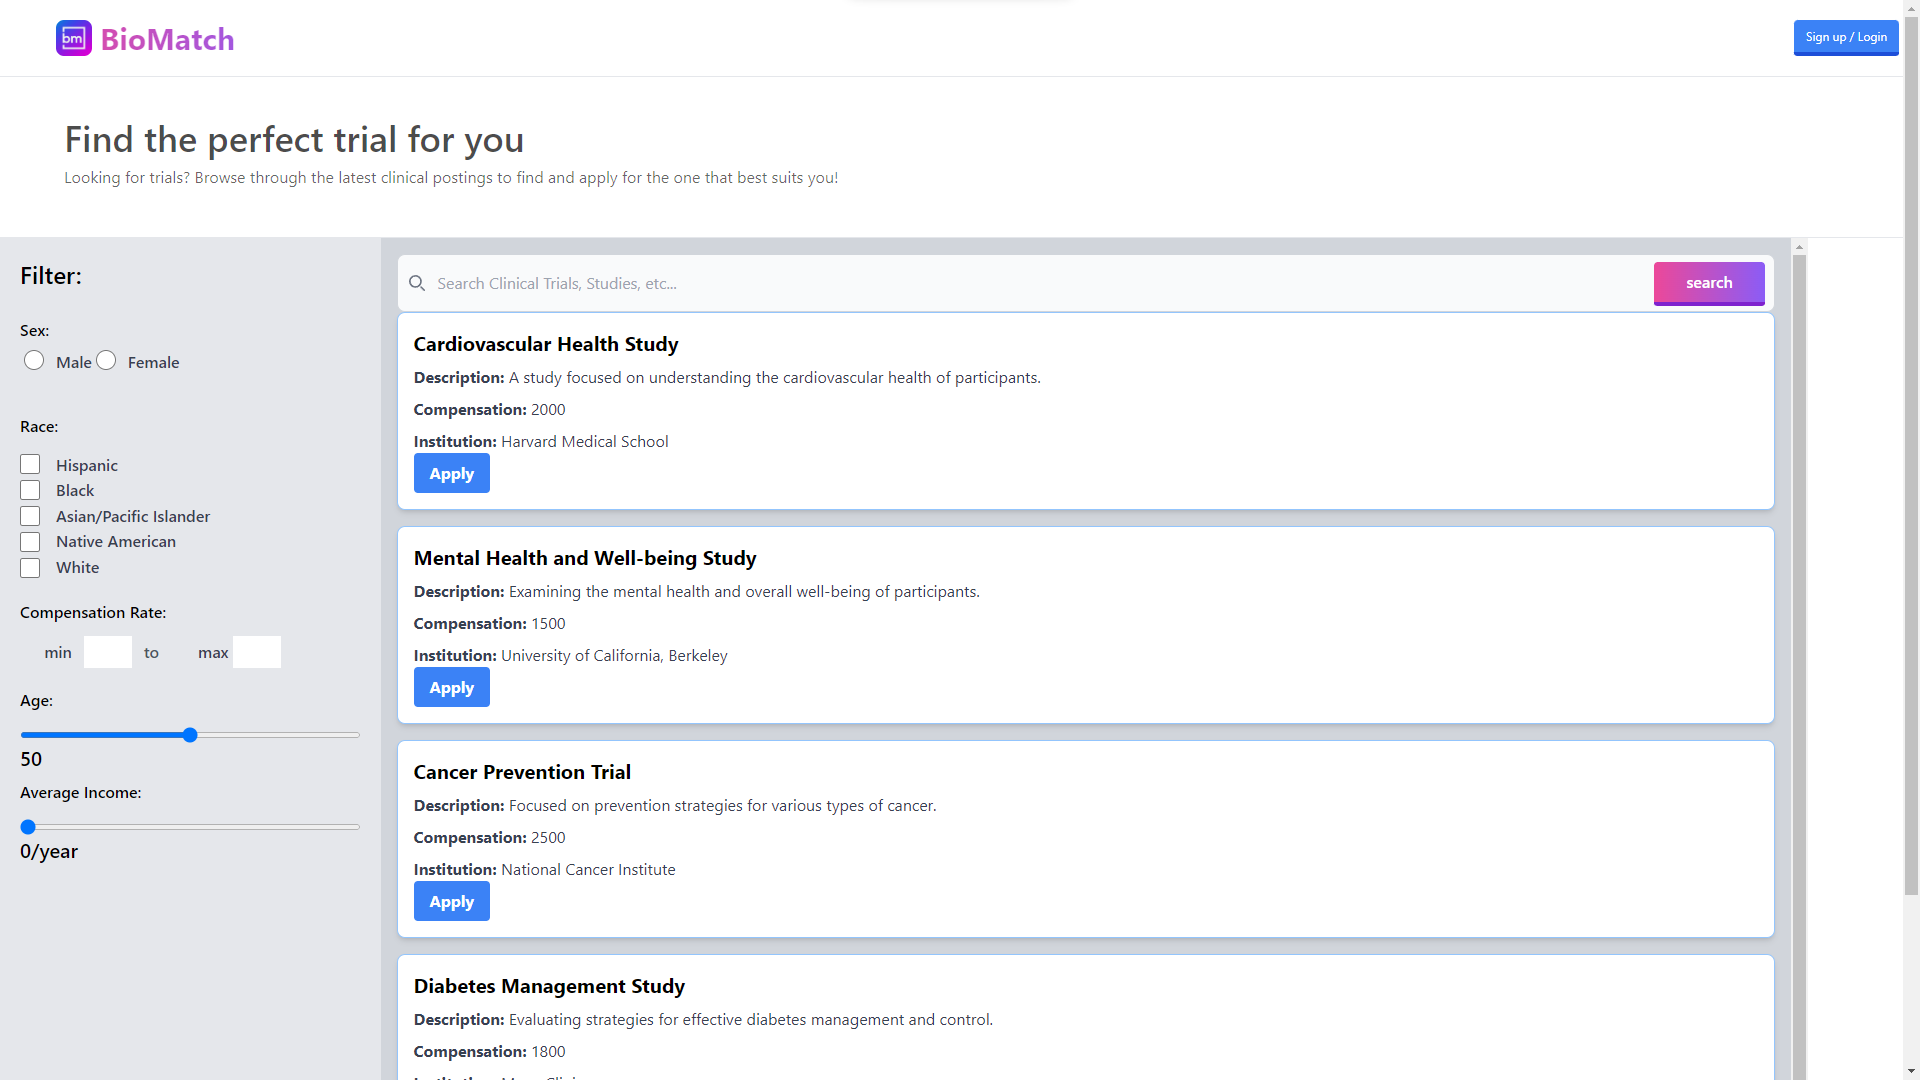 bm BioMatch
Sign up / Login
Find the perfect trial for you
Looking for trials? Browse through the latest clinical postings to find and apply for the one that best suits you!
Filter:
Sex:
Male Female
Race:
Hispanic
Black
Asian/Pacific Islander
Native American
White
Compensation Rate:
min to max
Age:
50
Average Income:
0/year
Search Clinical Trials, Studies, etc...
search
Cardiovascular Health Study
Description: A study focused on understanding the cardiovascular health of participants.
Compensation: 2000
Institution: Harvard Medical School
Apply
Mental Health and Well-being Study
Description: Examining the mental health and overall well-being of participants.
Compensation: 1500
Institution: University of California, Berkeley
Apply
Cancer Prevention Trial
Description: Focused on prevention strategies for various types of cancer.
Compensation: 2500
Institution: National Cancer Institute
Apply
Diabetes Management Study
Description: Evaluating strategies for effective diabetes management and control.
Compensation: 1800